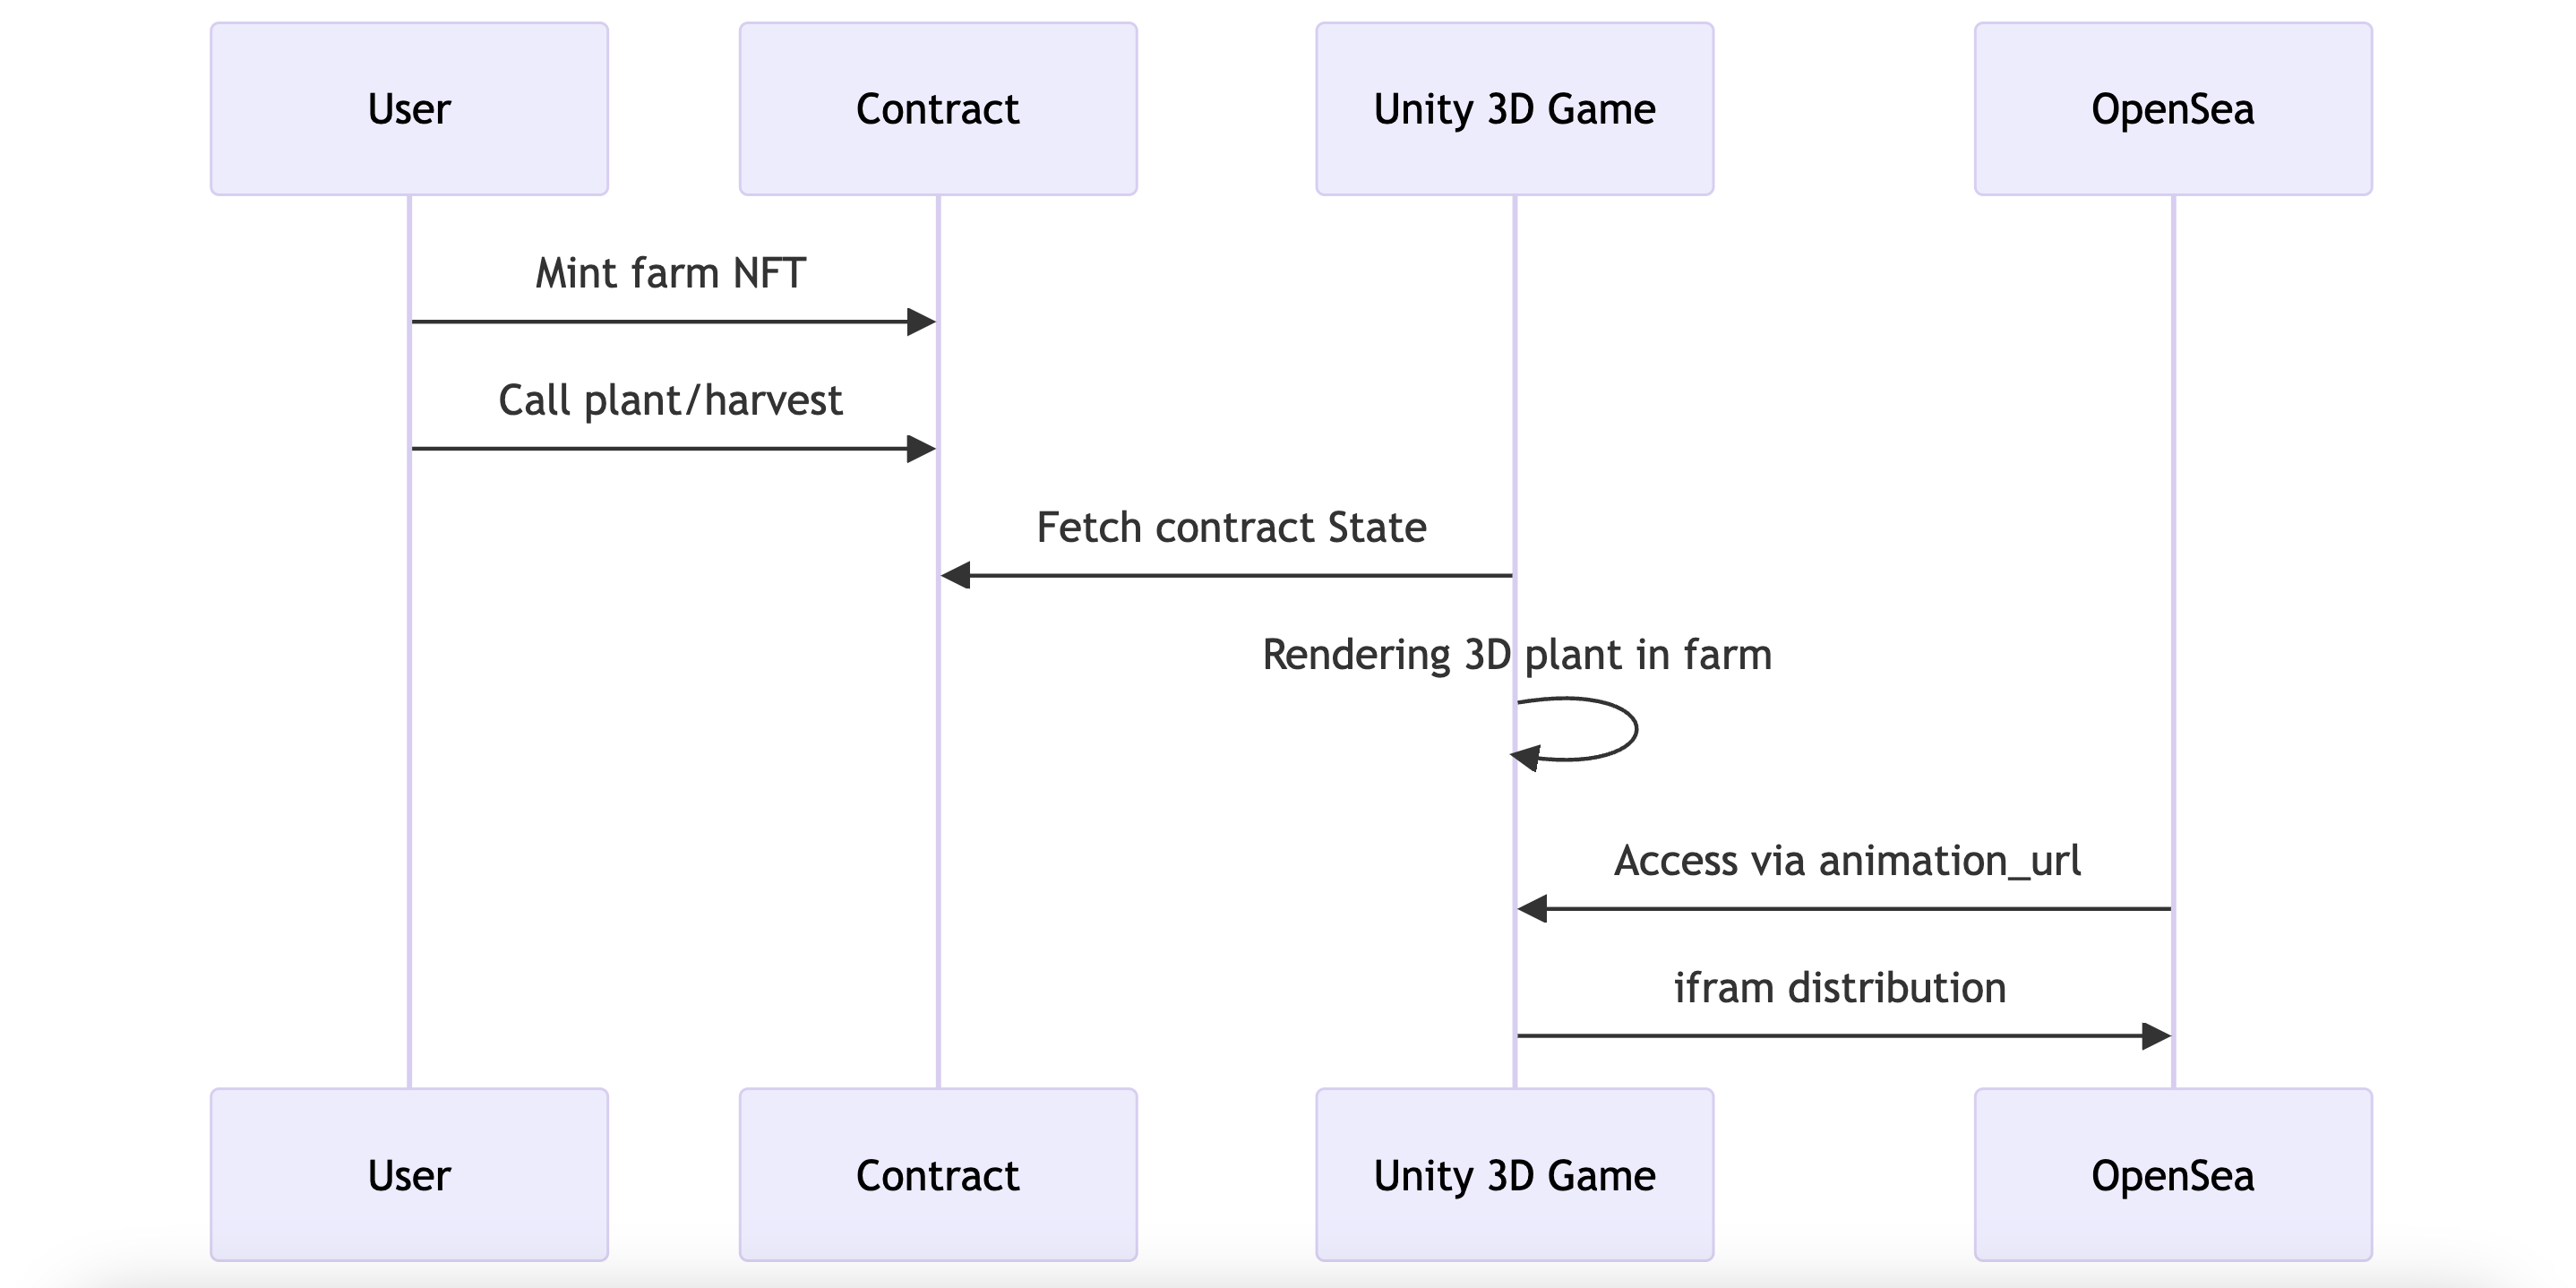 User
Contract
Unity 3D Game
OpenSea
Mint farm NFT
Call plant/harvest
Fetch contract State
Rendering 3D plant in farm
Access via animation_url
ifram distribution
User
Contract
Unity 3D Game
OpenSea